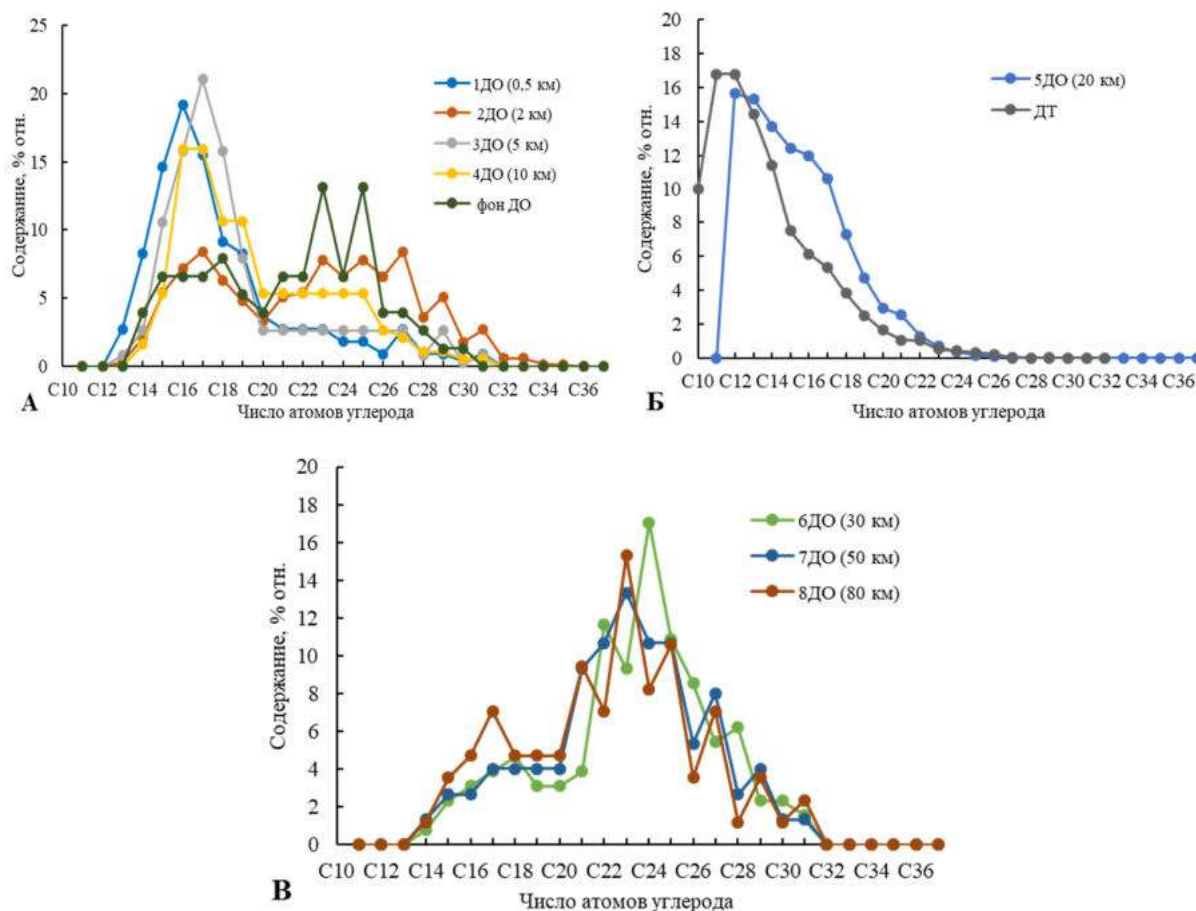 25
20
15
10
5
0
Содержание, % отн.
C10 C12 C14 C16 C18 C20 C22 C24 C26 C28 C30 C32 C34 C36
Число атомов углерода
1ДО (0,5 км)
2ДО (2 км)
3ДО (5 км)
4ДО (10 км)
фон ДО
А
20
18
16
14
12
10
8
6
4
2
0
Содержание, % отн.
C10 C12 C14 C16 C18 C20 C22 C24 C26 C28 C30 C32 C34 C36
Число атомов углерода
5ДО (20 км)
ДТ
Б
20
18
16
14
12
10
8
6
4
2
0
Содержание, % отн.
C10 C12 C14 C16 C18 C20 C22 C24 C26 C28 C30 C32 C34 C36
Число атомов углерода
6ДО (30 км)
7ДО (50 км)
8ДО (80 км)
В